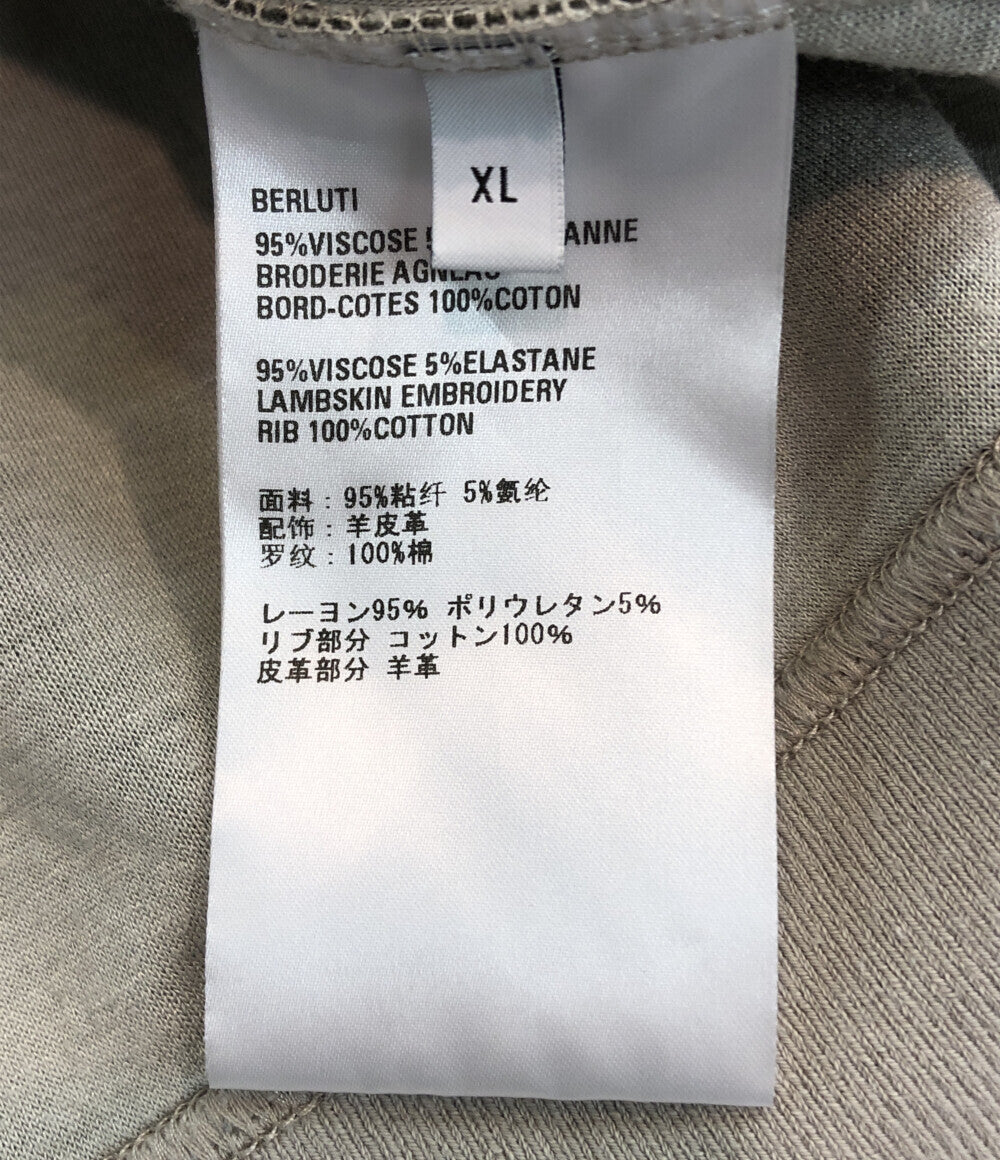 XL
BERLUTI
95%VISCOSE
BRODERIE AGNEAU
BORD-COTES 100%COTON
95%VISCOSE 5%ELASTANE
LAMBSKIN EMBROIDERY
RIB 100%COTTON
面料：95%粘纤 5%氨纶
配饰：羊皮革
罗纹：100%棉
レーヨン95% ポリウレタン5%
リブ部分 コットン100%
皮革部分 羊革